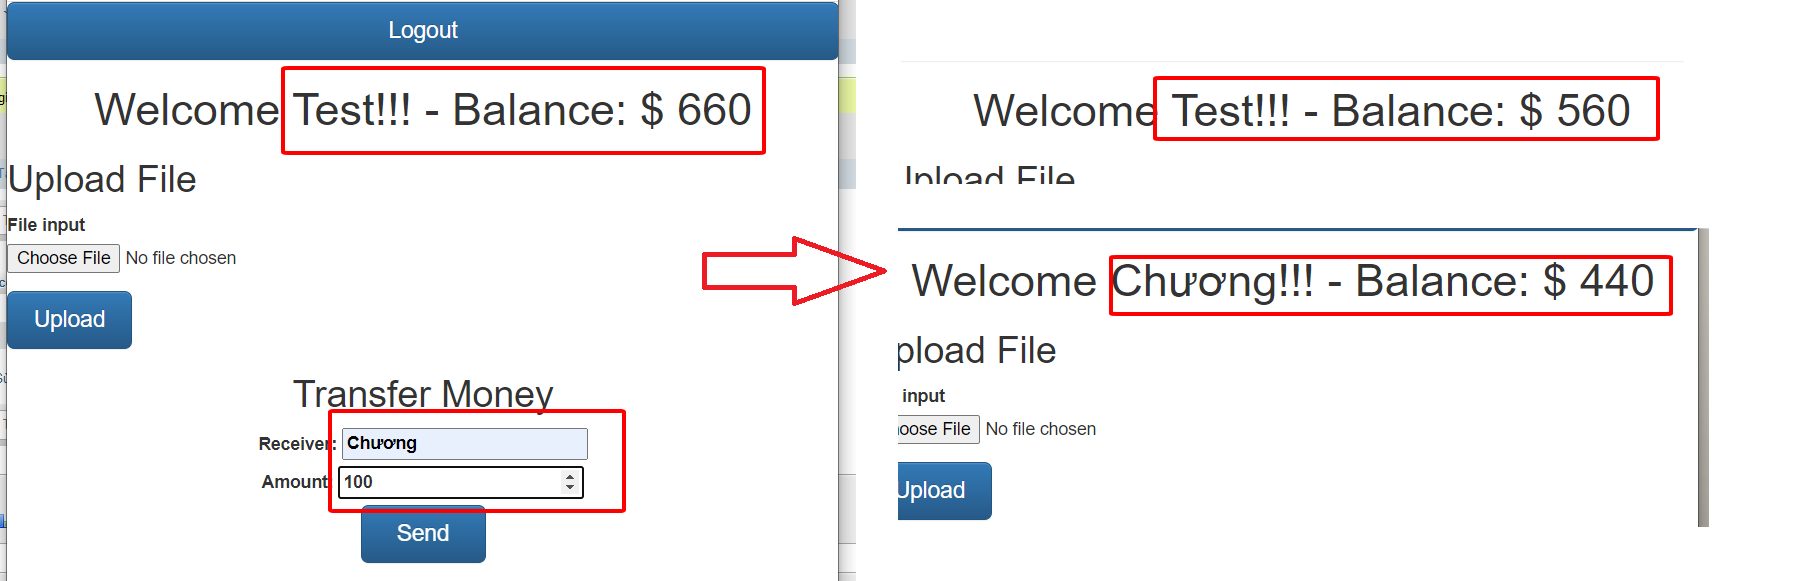 Logout
Welcome Test!!! - Balance: $ 660
Upload File
File input
Choose File No file chosen
Upload
Transfer Money
Receiver: Chương
Amount: 100
Send
Welcome Test!!! - Balance: $ 560
Upload File
Welcome Chương!!! - Balance: $ 440
pload File
input
oose File No file chosen
Upload